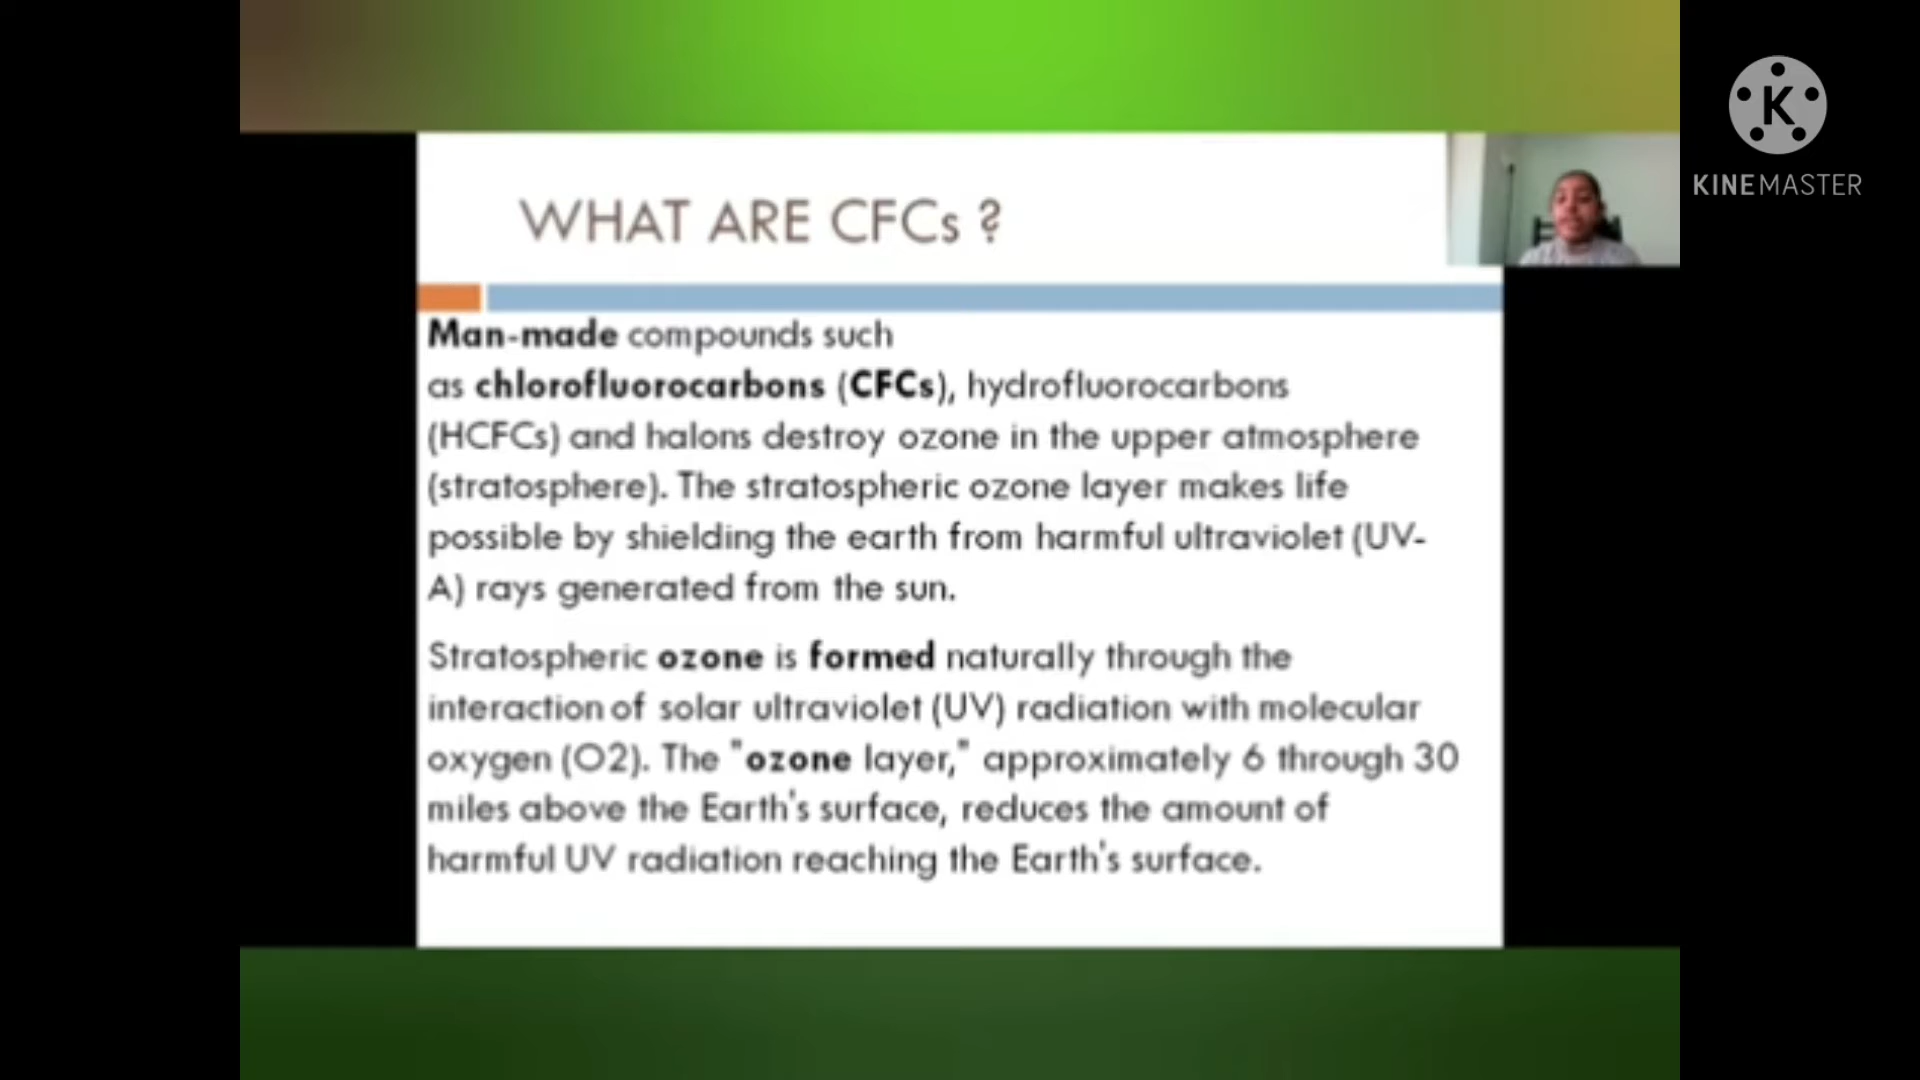 WHAT ARE CFCs ?
Man-made compounds such
as chlorofluorocarbons (CFCs), hydrofluorocarbons
(HCFCs) and halons destroy ozone in the upper atmosphere
(stratosphere). The stratospheric ozone layer makes life
possible by shielding the earth from harmful ultraviolet (UV-
A) rays generated from the sun.
Stratospheric ozone is formed naturally through the
interaction of solar ultraviolet (UV) radiation with molecular
oxygen (O2). The "ozone layer," approximately 6 through 30
miles above the Earth's surface, reduces the amount of
harmful UV radiation reaching the Earth's surface.
K
KINEMASTER